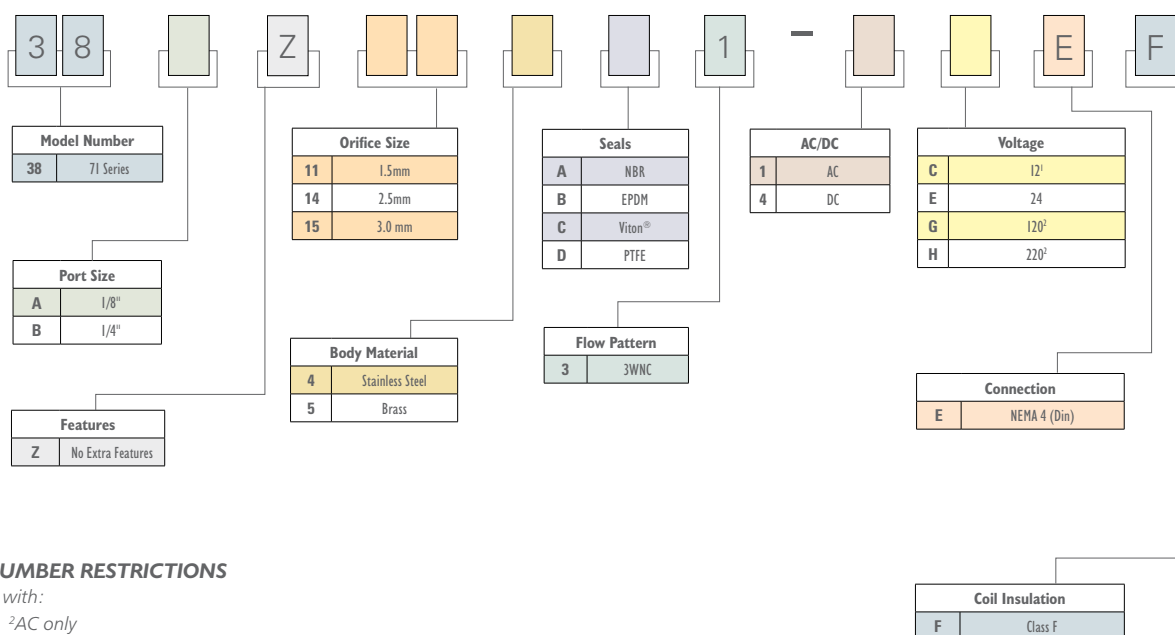 38 Z 1 – E F
Model Number
38 71 Series
Port Size
A 1/8"
B 1/4"
Features
Z No Extra Features
Orifice Size
11 1.5mm
14 2.5mm
15 3.0 mm
Body Material
4 Stainless Steel
5 Brass
Seals
A NBR
B EPDM
C Viton®
D PTFE
Flow Pattern
3 3WNC
AC/DC
1 AC
4 DC
Voltage
C 12¹
E 24
G 120²
H 220²
Connection
E NEMA 4 (Din)
Coil Insulation
F Class F
UMBER RESTRICTIONS
with:
²AC only